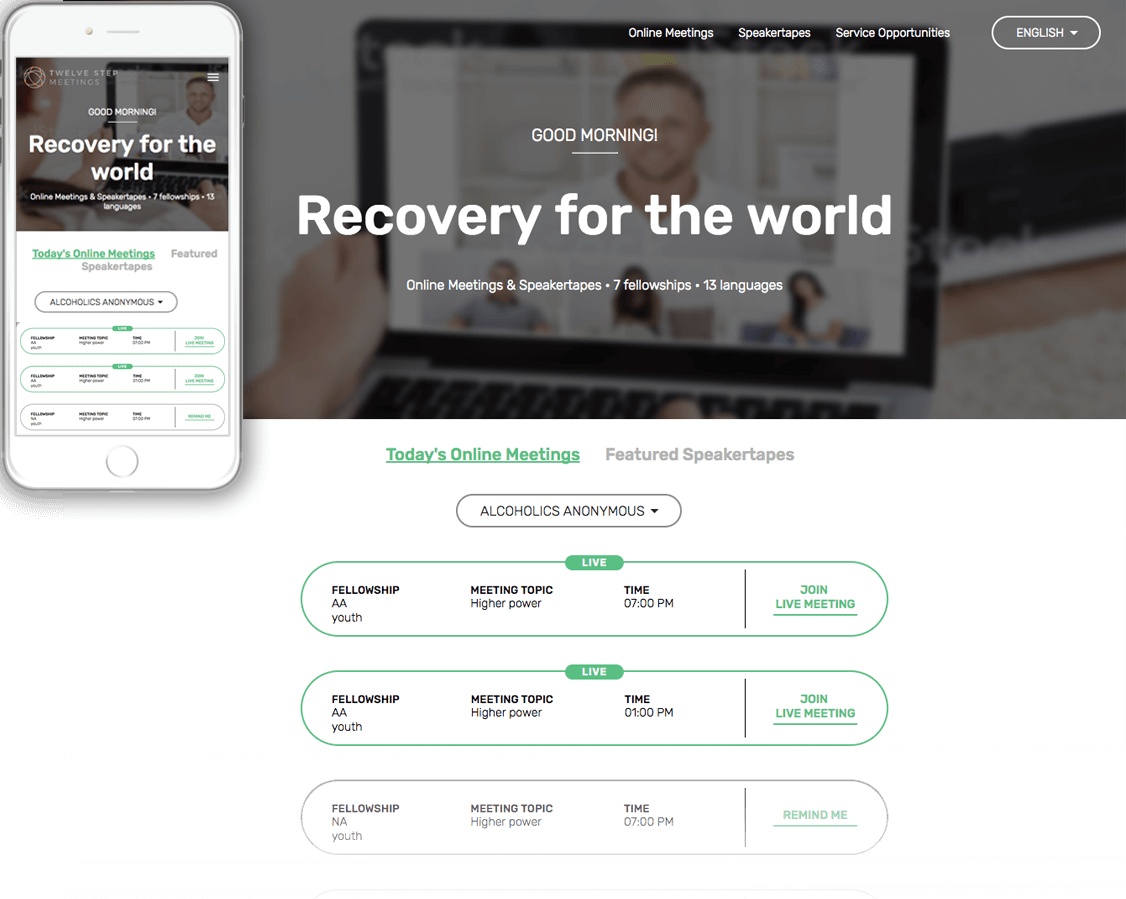 TWELVE STEP
MEETINGS
GOOD MORNING!
Recovery for the
world
Online Meetings & Speakertapes • 7 fellowships • 13
languages
Today's Online Meetings Featured
Speakertapes
ALCOHOLICS ANONYMOUS
LIVE
FELLOWSHIP MEETING TOPIC TIME JOIN
AA Higher power 07:00 PM LIVE MEETING
youth
LIVE
FELLOWSHIP MEETING TOPIC TIME JOIN
AA Higher power 07:00 PM LIVE MEETING
youth
FELLOWSHIP MEETING TOPIC TIME REMIND ME
NA Higher power 07:00 PM
youth
Online Meetings Speakertapes Service Opportunities ENGLISH
GOOD MORNING!
Recovery for the world
Online Meetings & Speakertapes • 7 fellowships • 13 languages
Today's Online Meetings Featured Speakertapes
ALCOHOLICS ANONYMOUS
LIVE
FELLOWSHIP MEETING TOPIC TIME JOIN
AA Higher power 07:00 PM LIVE MEETING
youth
LIVE
FELLOWSHIP MEETING TOPIC TIME JOIN
AA Higher power 01:00 PM LIVE MEETING
youth
FELLOWSHIP MEETING TOPIC TIME REMIND ME
NA Higher power 07:00 PM
youth